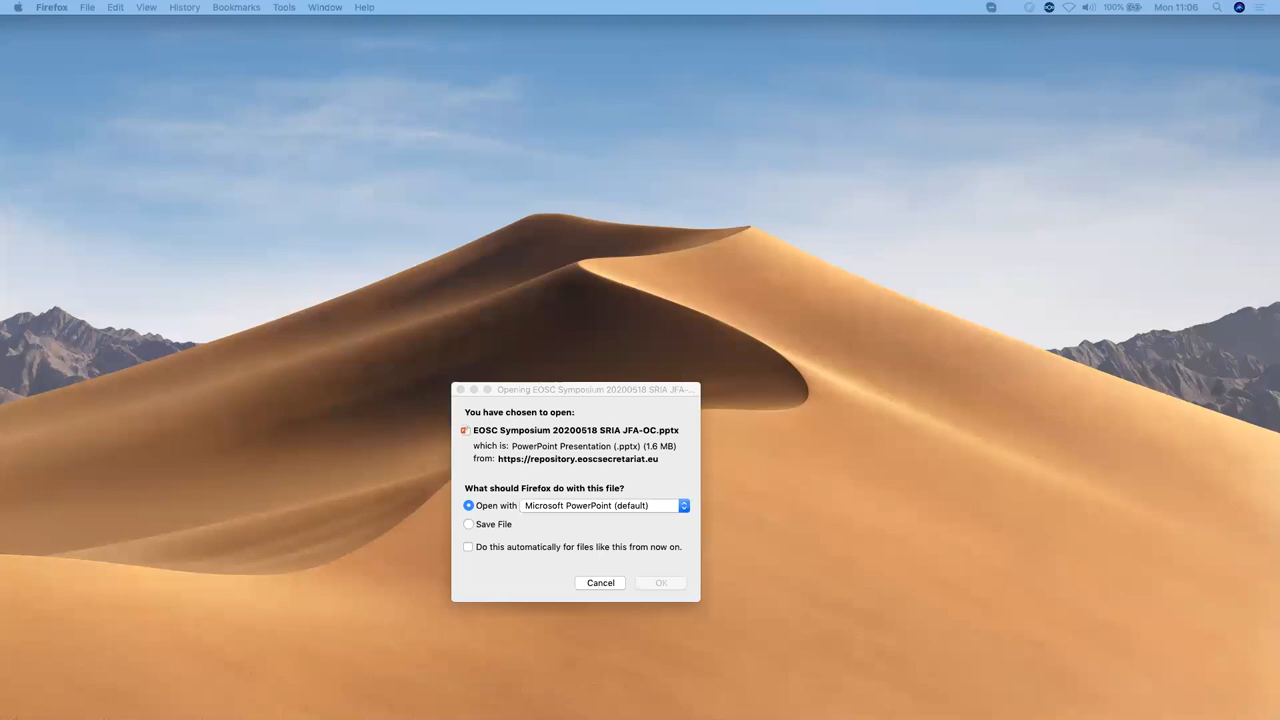 Firefox File Edit View History Bookmarks Tools Window Help 100% Mon 11:06
Opening EOSC Symposium 20200518 SRIA JFA-...
You have chosen to open:
EOSC Symposium 20200518 SRIA JFA-OC.pptx
which is: PowerPoint Presentation (.pptx) (1.6 MB)
from: https://repository.eoscsecretariat.eu
What should Firefox do with this file?
Open with Microsoft PowerPoint (default)
Save File
Do this automatically for files like this from now on.
Cancel OK